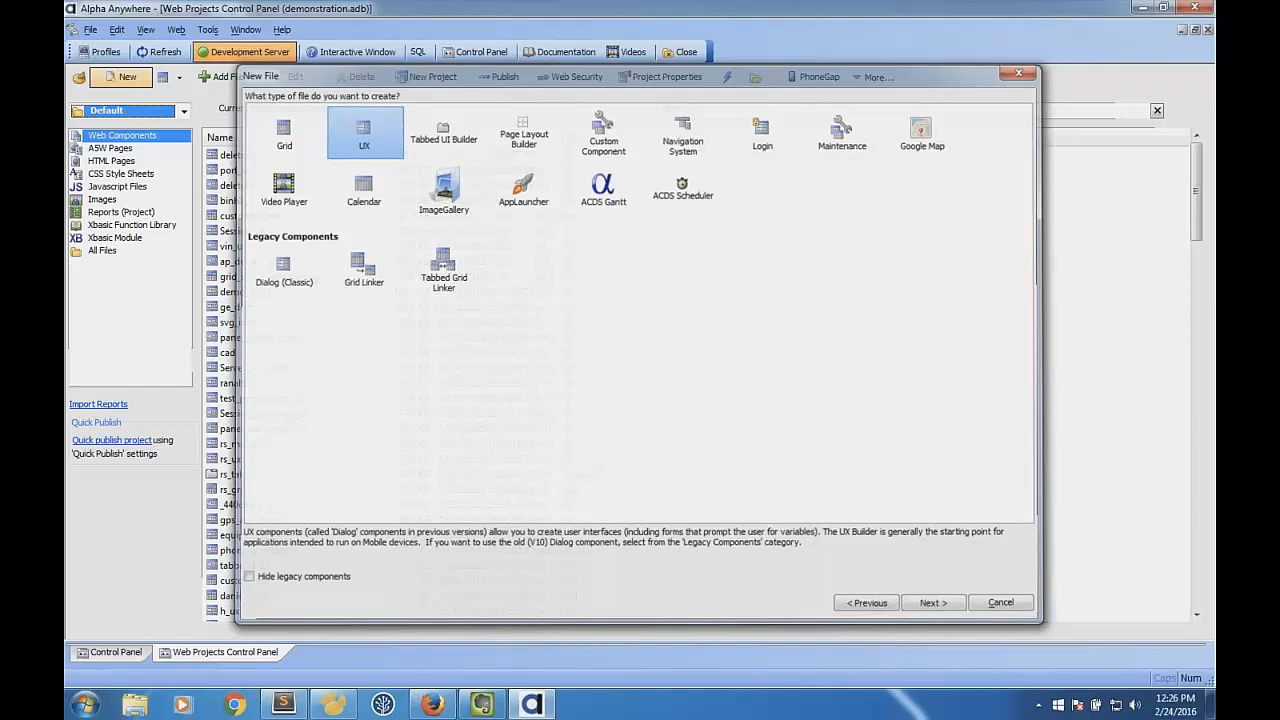 Alpha Anywhere - [Web Projects Control Panel (demonstration.adb)]
File Edit View Web Tools Window Help
Profiles Refresh Development Server Interactive Window SQL Control Panel Documentation Videos Close
New Add Edit Delete New Project Publish Web Security Project Properties PhoneGap More...
New File
What type of file do you want to create?
Default
Web Components
A5W Pages
HTML Pages
CSS Style Sheets
JS Javascript Files
Images
Reports (Project)
Xbasic Function Library
XB Xbasic Module
All Files
Import Reports
Quick Publish
Quick publish project using
'Quick Publish' settings
Name
Grid
UX
Tabbed UI Builder
Page Layout
Builder
Custom
Component
Navigation
System
Login
Maintenance
Google Map
Video Player
Calendar
ImageGallery
AppLauncher
ACDS Gantt
ACDS Scheduler
Legacy Components
Dialog (Classic)
Grid Linker
Tabbed Grid
Linker
UX components (called 'Dialog' components in previous versions) allow you to create user interfaces (including forms that prompt the user for variables). The UX Builder is generally the starting point for
applications intended to run on Mobile devices. If you want to use the old (V10) Dialog component, select from the 'Legacy Components' category.
Hide legacy components
< Previous Next > Cancel
Control Panel Web Projects Control Panel
Caps Num
12:26 PM
2/24/2016